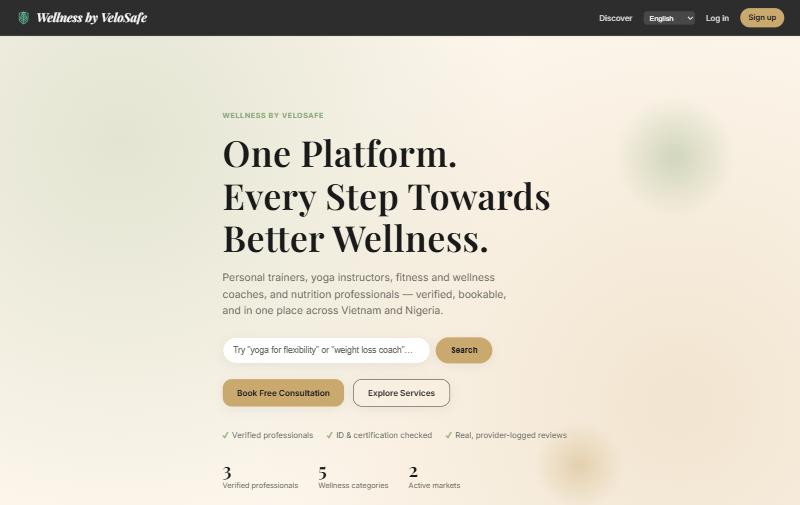 Wellness by VeloSafe
Discover
English
Log in
Sign up
WELLNESS BY VELOSAFE
One Platform.
Every Step Towards
Better Wellness.
Personal trainers, yoga instructors, fitness and wellness
coaches, and nutrition professionals — verified, bookable,
and in one place across Vietnam and Nigeria.
Try "yoga for flexibility" or "weight loss coach"...
Search
Book Free Consultation
Explore Services
✓ Verified professionals
✓ ID & certification checked
✓ Real, provider-logged reviews
3
Verified professionals
5
Wellness categories
2
Active markets